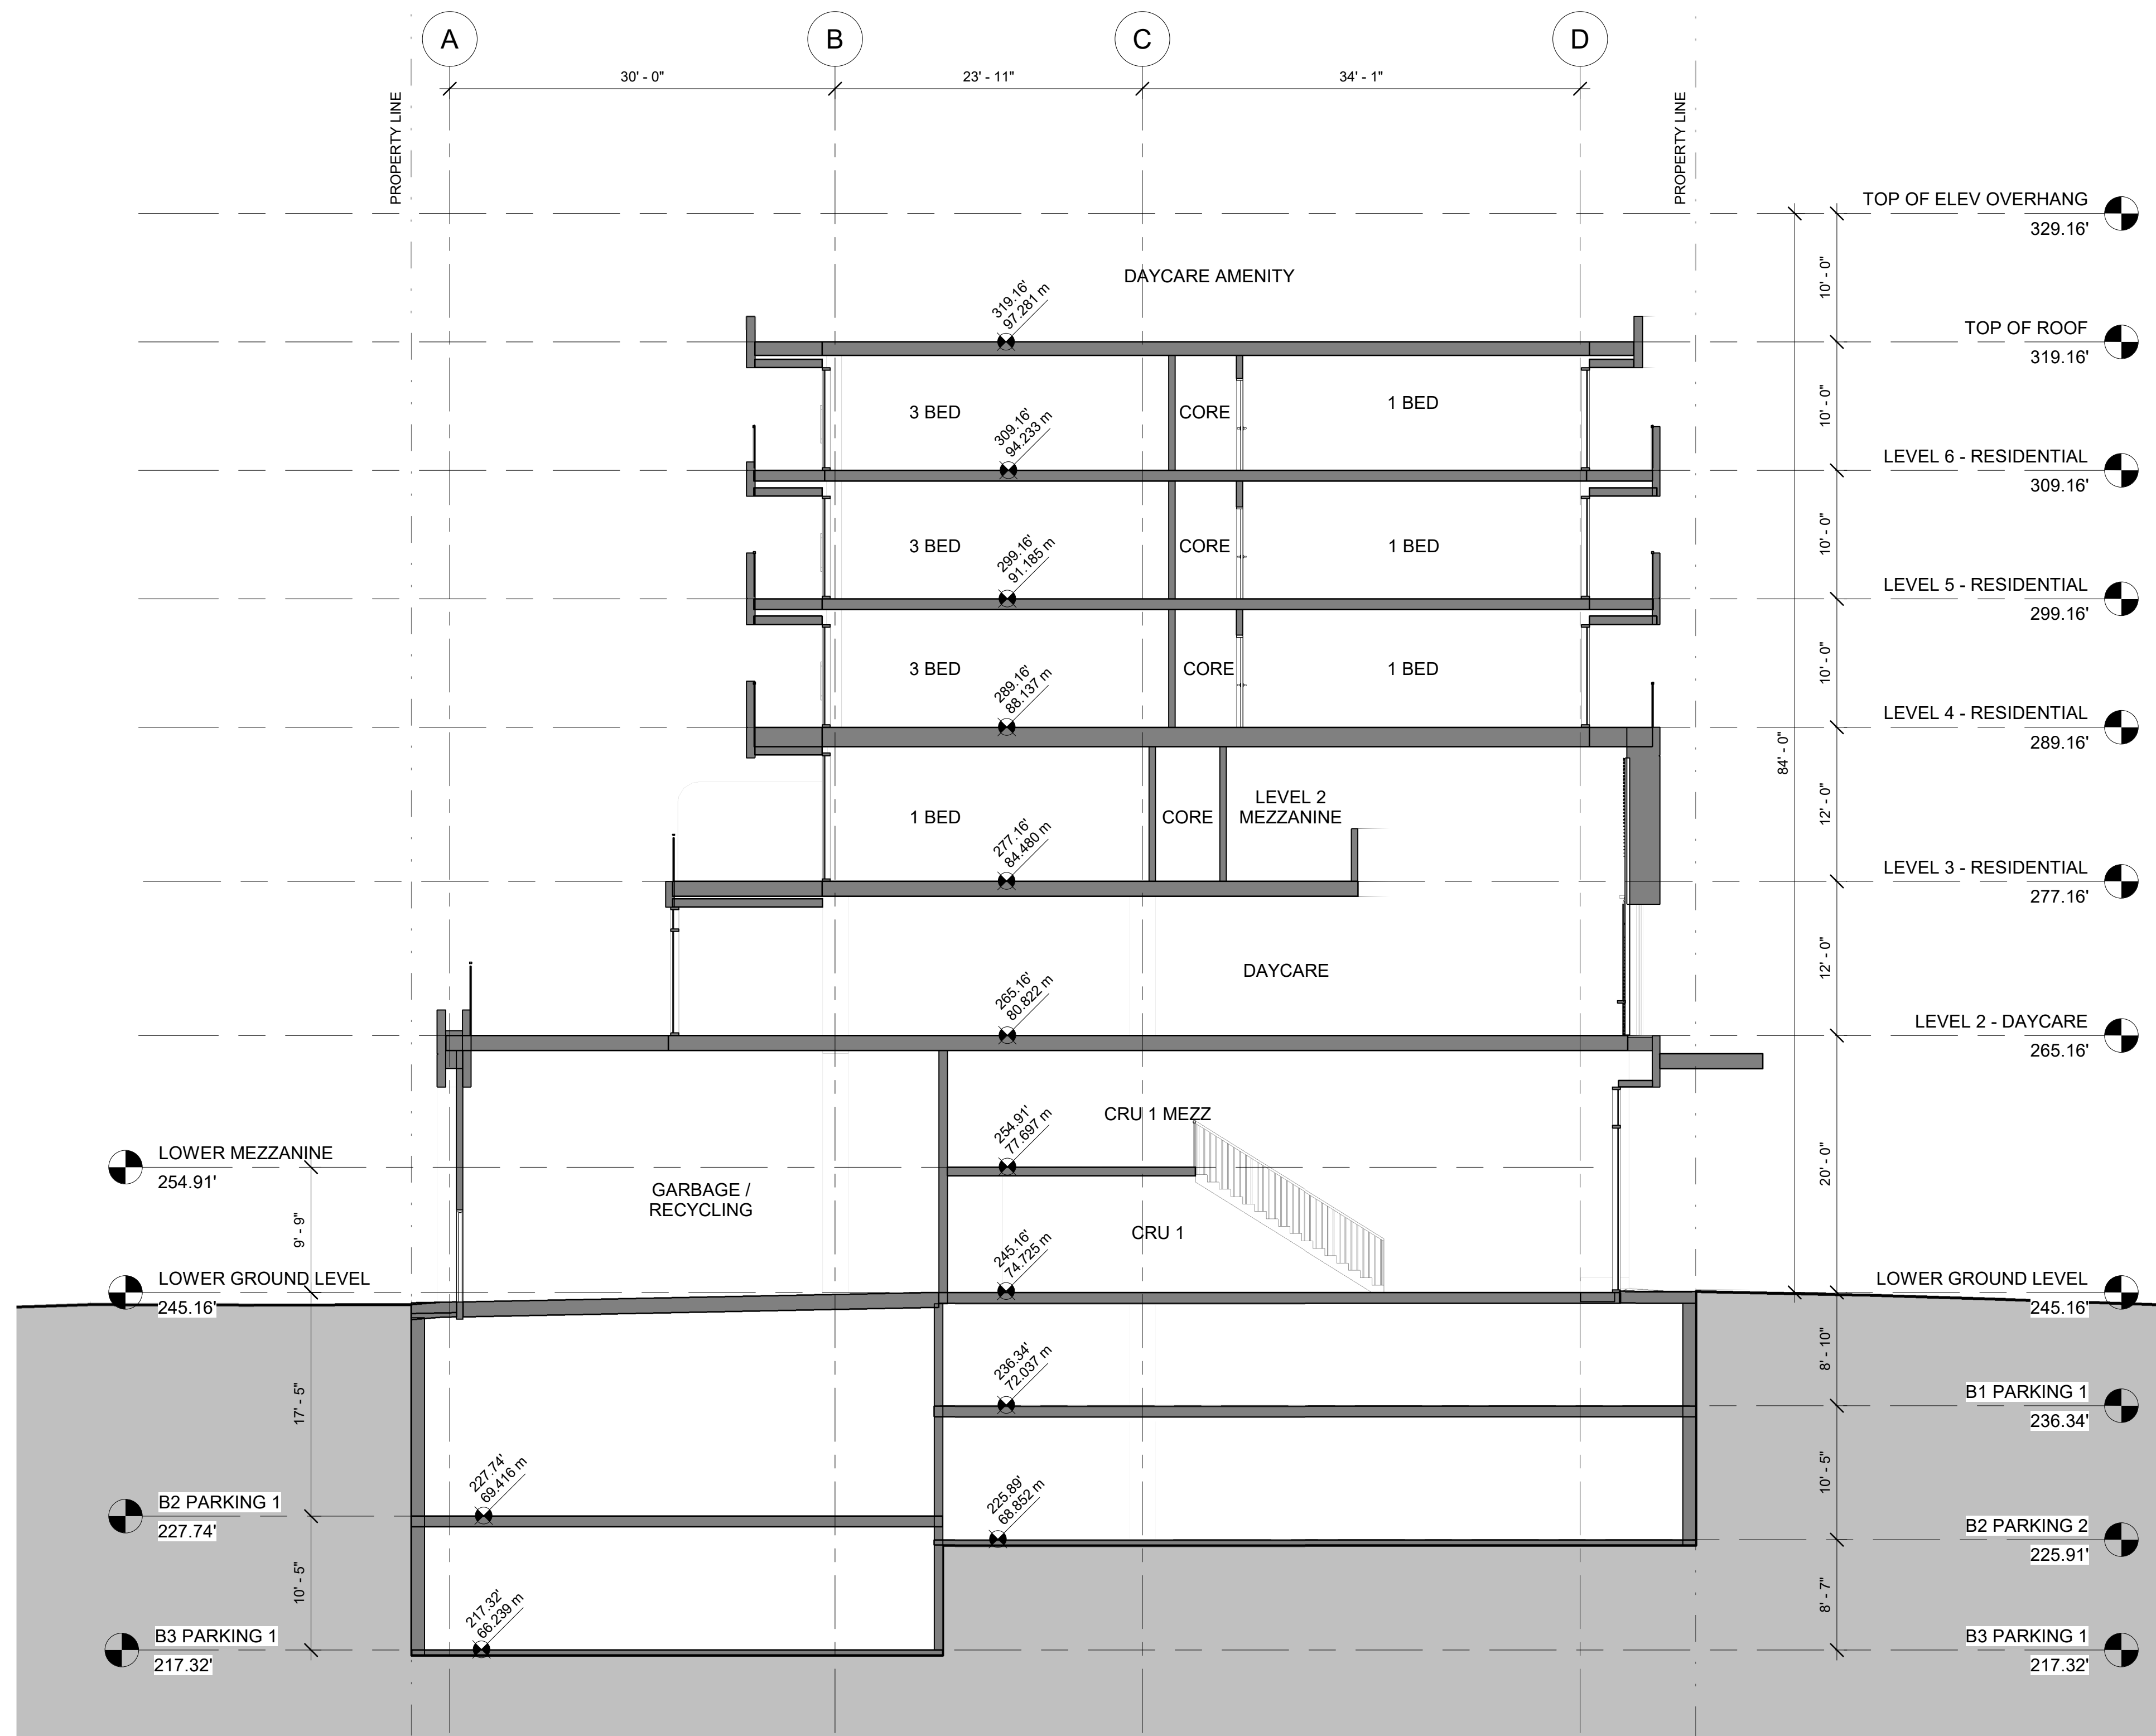 A
B
C
D
30' - 0"
23' - 11"
34' - 1"
PROPERTY LINE
PROPERTY LINE
TOP OF ELEV OVERHANG
329.16'
10' - 0"
DAYCARE AMENITY
319.16'
97.281 m
TOP OF ROOF
319.16'
3 BED
CORE
1 BED
10' - 0"
309.16'
94.233 m
LEVEL 6 - RESIDENTIAL
309.16'
3 BED
CORE
1 BED
10' - 0"
299.16'
91.185 m
LEVEL 5 - RESIDENTIAL
299.16'
3 BED
CORE
1 BED
10' - 0"
289.16'
88.137 m
LEVEL 4 - RESIDENTIAL
289.16'
84' - 0"
1 BED
CORE
LEVEL 2
MEZZANINE
12' - 0"
277.16'
84.480 m
LEVEL 3 - RESIDENTIAL
277.16'
DAYCARE
12' - 0"
265.16'
80.822 m
LEVEL 2 - DAYCARE
265.16'
CRU 1 MEZZ
254.91'
77.697 m
LOWER MEZZANINE
254.91'
20' - 0"
GARBAGE /
RECYCLING
9' - 9"
CRU 1
245.16'
74.725 m
LOWER GROUND LEVEL
245.16'
LOWER GROUND LEVEL
245.16'
8' - 10"
236.34'
72.037 m
17' - 5"
B1 PARKING 1
236.34'
227.74'
69.416 m
225.89'
68.852 m
10' - 5"
B2 PARKING 1
227.74'
B2 PARKING 2
225.91'
10' - 5"
8' - 7"
217.32'
66.239 m
B3 PARKING 1
217.32'
B3 PARKING 1
217.32'